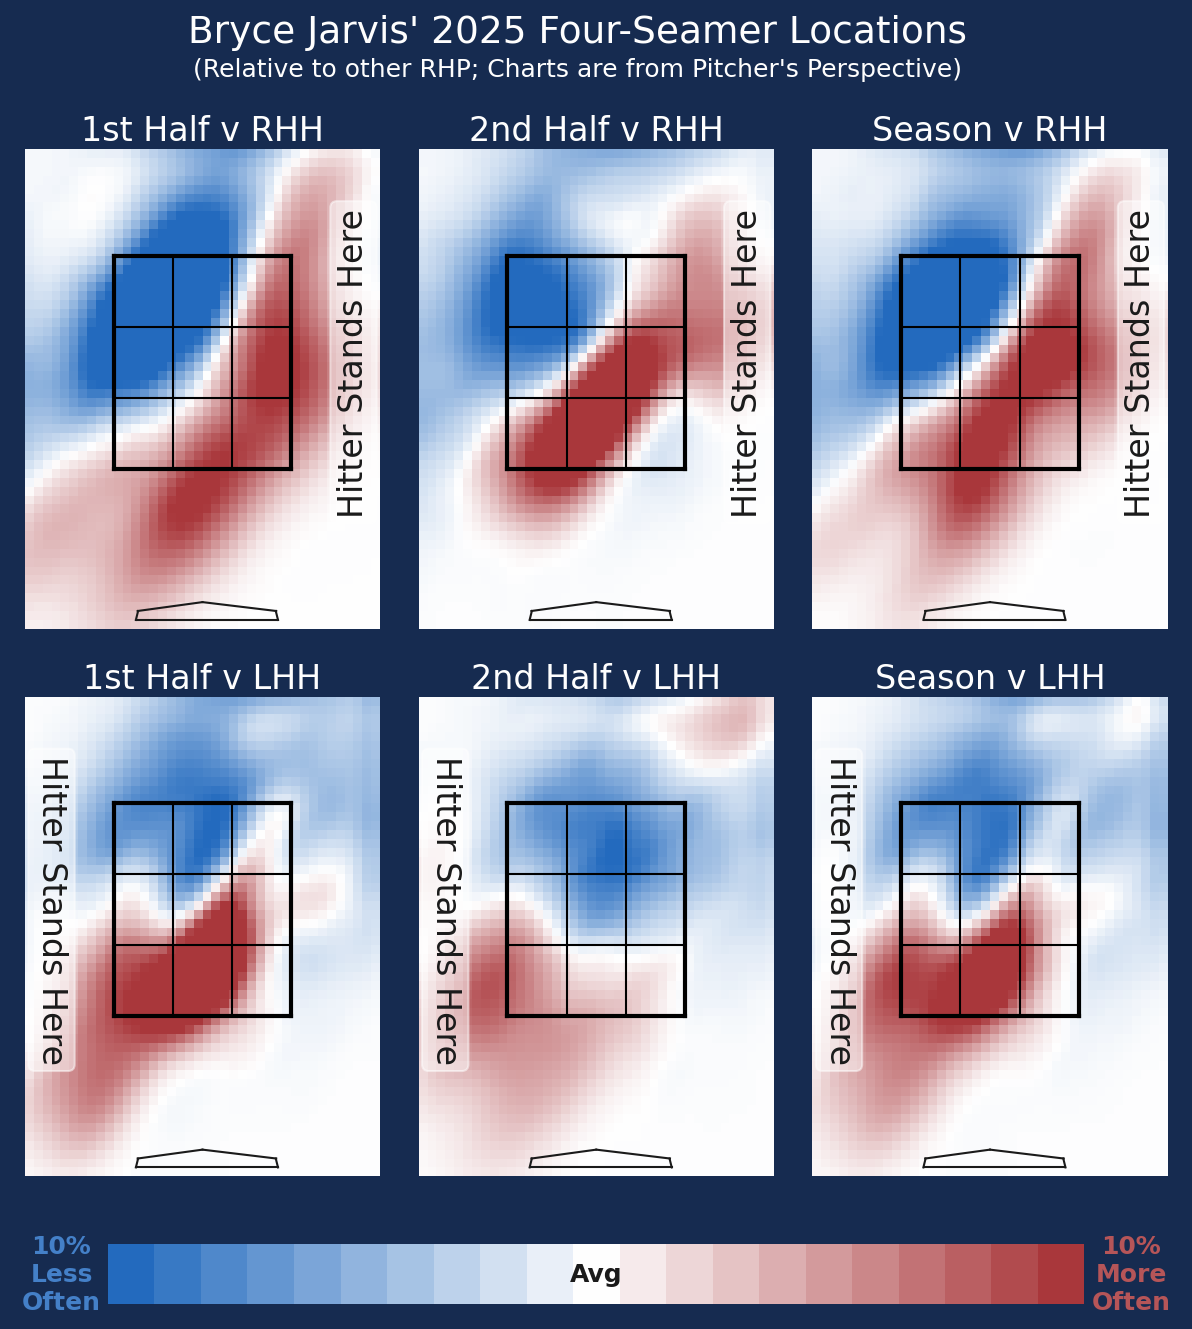 Bryce Jarvis' 2025 Four-Seamer Locations
(Relative to other RHP; Charts are from Pitcher's Perspective)
1st Half v RHH
2nd Half v RHH
Season v RHH
Hitter Stands Here
Hitter Stands Here
Hitter Stands Here
1st Half v LHH
2nd Half v LHH
Season v LHH
Hitter Stands Here
Hitter Stands Here
Hitter Stands Here
10%
Less
Often
Avg
10%
More
Often